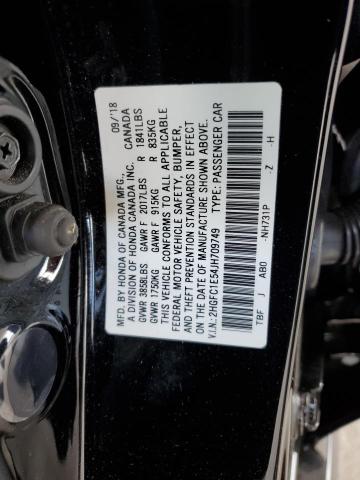 MFD. BY HONDA OF CANADA MFG., 09/18
A DIVISION OF HONDA CANADA INC. CANADA
GVWR 3858LBS GAWR F 2017LBS R 1841LBS
GVWR 1750KG GAWR F 915KG R 835KG
THIS VEHICLE CONFORMS TO ALL APPLICABLE
FEDERAL MOTOR VEHICLE SAFETY, BUMPER,
AND THEFT PREVENTION STANDARDS IN EFFECT
ON THE DATE OF MANUFACTURE SHOWN ABOVE.
V.I.N.: 2HGFC1E54JH709749 TYPE: PASSENGER CAR
TBF J AB0 -NH731P -Z -H